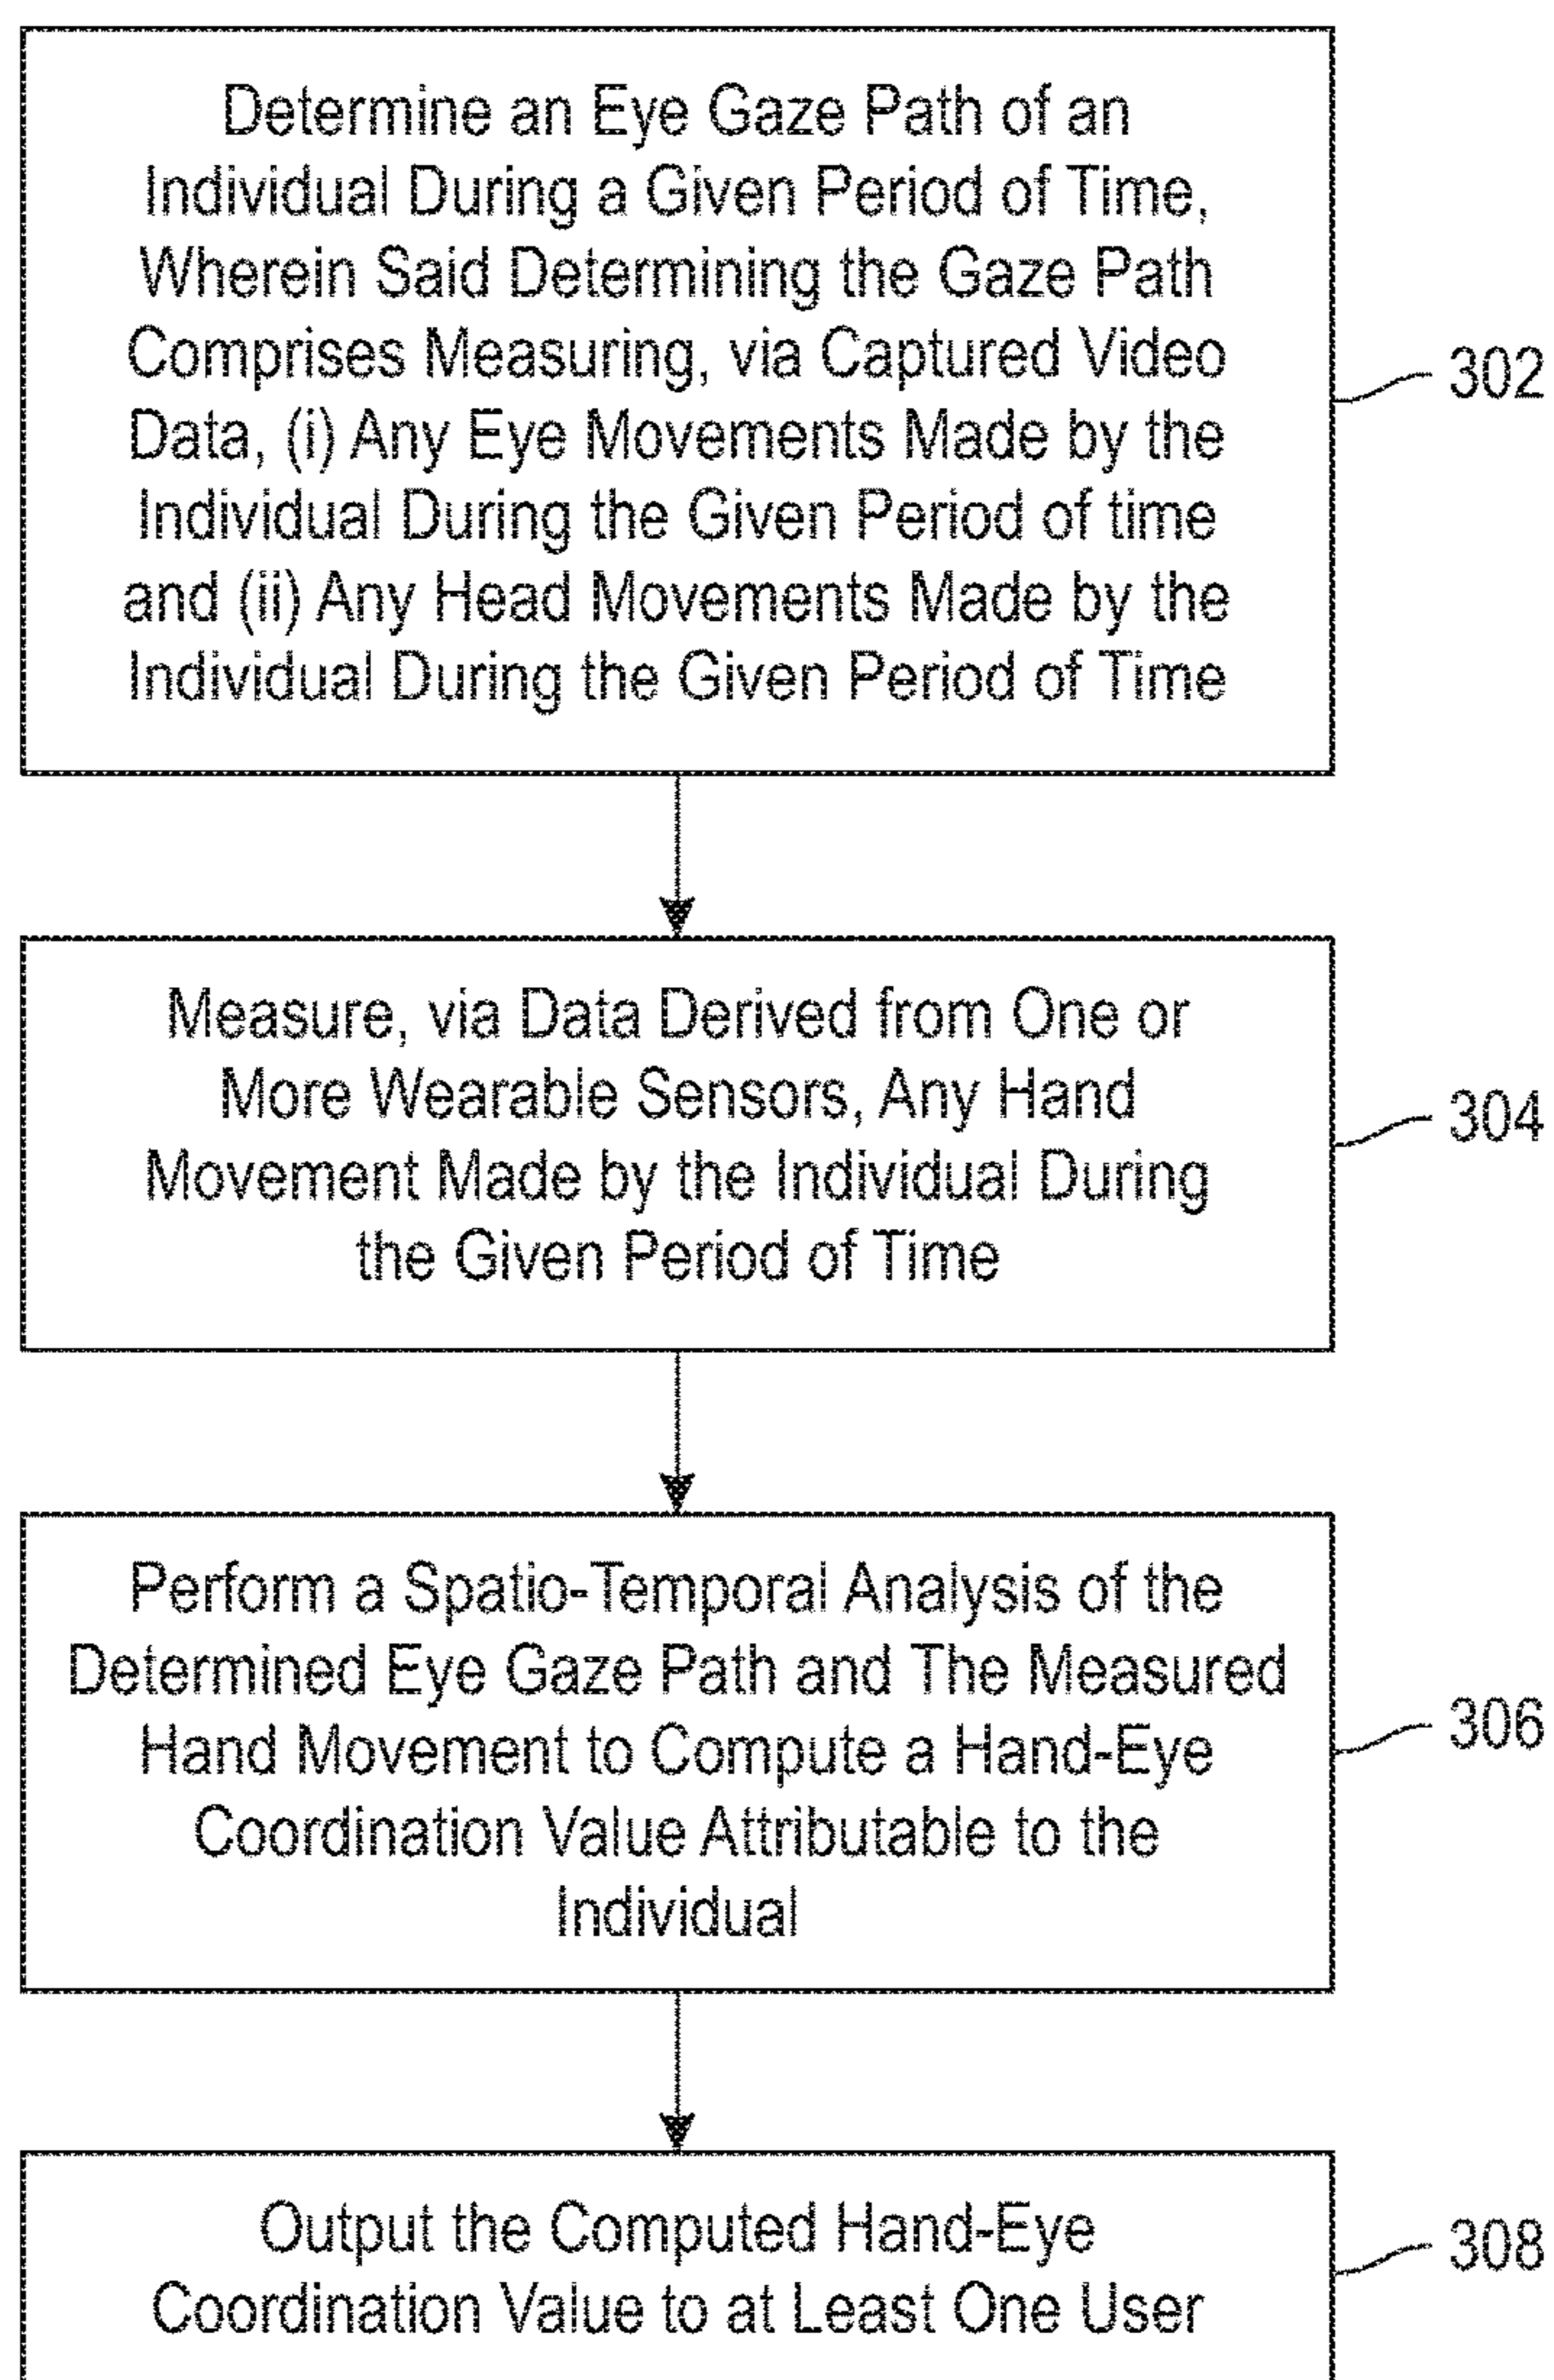 Determine an Eye Gaze Path of an
Individual During a Given Period of Time,
Wherein Said Determining the Gaze Path
Comprises Measuring, via Captured Video
Data, (i) Any Eye Movements Made by the
Individual During the Given Period of time
and (ii) Any Head Movements Made by the
Individual During the Given Period of Time
302
Measure, via Data Derived from One or
More Wearable Sensors, Any Hand
Movement Made by the Individual During
the Given Period of Time
304
Perform a Spatio-Temporal Analysis of the
Determined Eye Gaze Path and The Measured
Hand Movement to Compute a Hand-Eye
Coordination Value Attributable to the
Individual
306
Output the Computed Hand-Eye
Coordination Value to at Least One User
308